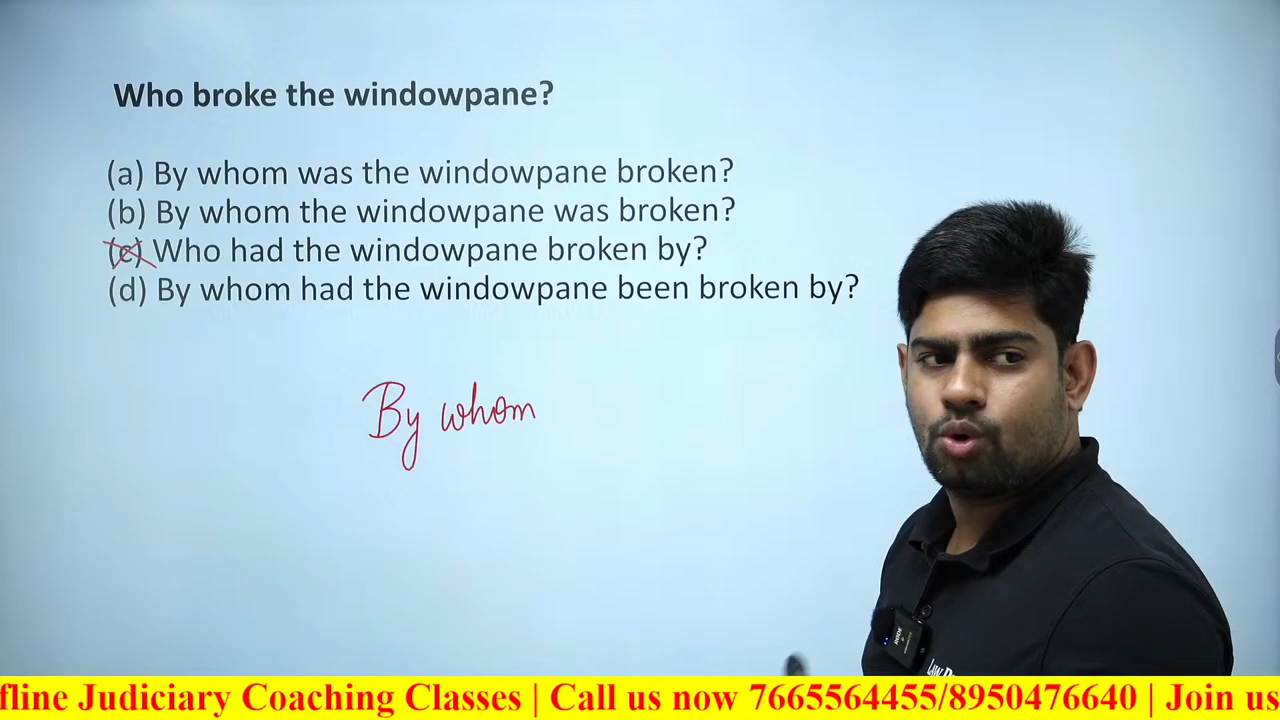 Who broke the windowpane?
(a) By whom was the windowpane broken?
(b) By whom the windowpane was broken?
(c) Who had the windowpane broken by?
(d) By whom had the windowpane been broken by?
By whom
fline Judiciary Coaching Classes | Call us now 7665564455/8950476640 | Join us